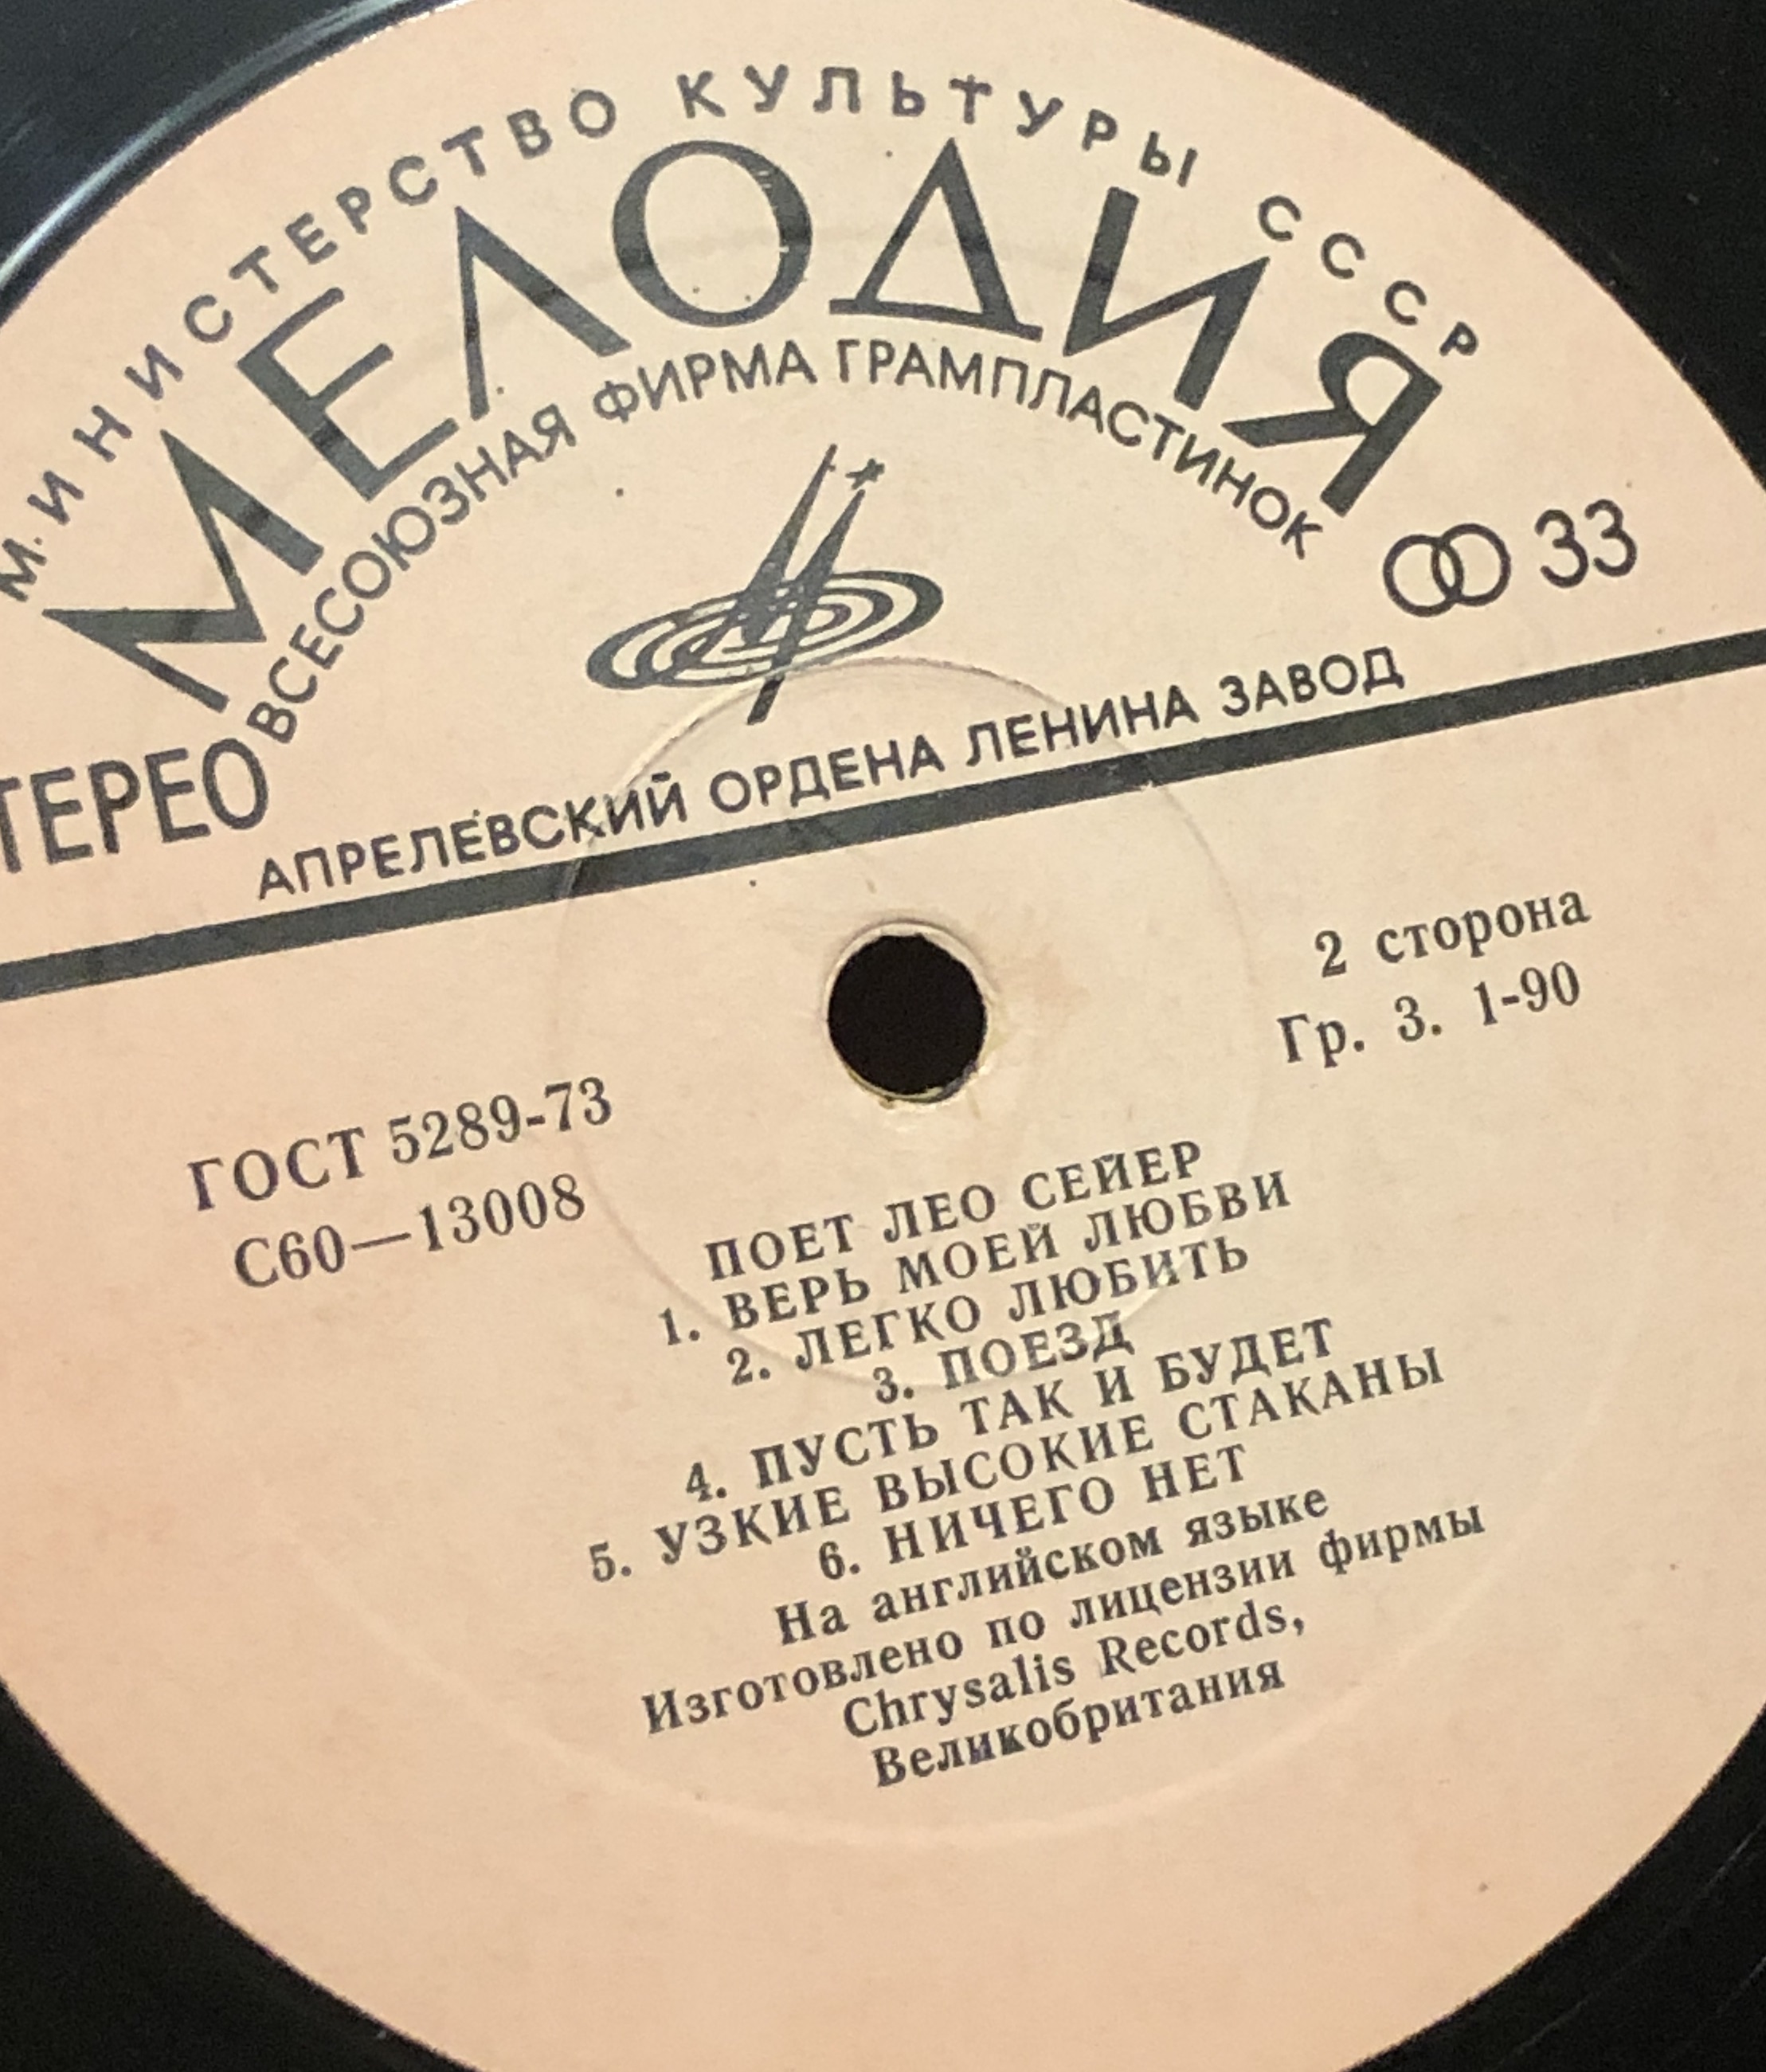 МИНИСТЕРСТВО КУЛЬТУРЫ СССР
МЕЛОДИЯ
ВСЕСОЮЗНАЯ ФИРМА ГРАМПЛАСТИНОК
33
ТЕРЕО
АПРЕЛЕВСКИЙ ОРДЕНА ЛЕНИНА ЗАВОД
2 сторона
Гр. 3. 1-90
ГОСТ 5289-73
С60—13008
ПОЕТ ЛЕО СЕЙЕР
1. ВЕРЬ МОЕЙ ЛЮБВИ
2. ЛЕГКО ЛЮБИТЬ
3. ПОЕЗД
4. ПУСТЬ ТАК И БУДЕТ
5. УЗКИЕ ВЫСОКИЕ СТАКАНЫ
6. НИЧЕГО НЕТ
На английском языке
Изготовлено по лицензии фирмы
Chrysalis Records,
Великобритания